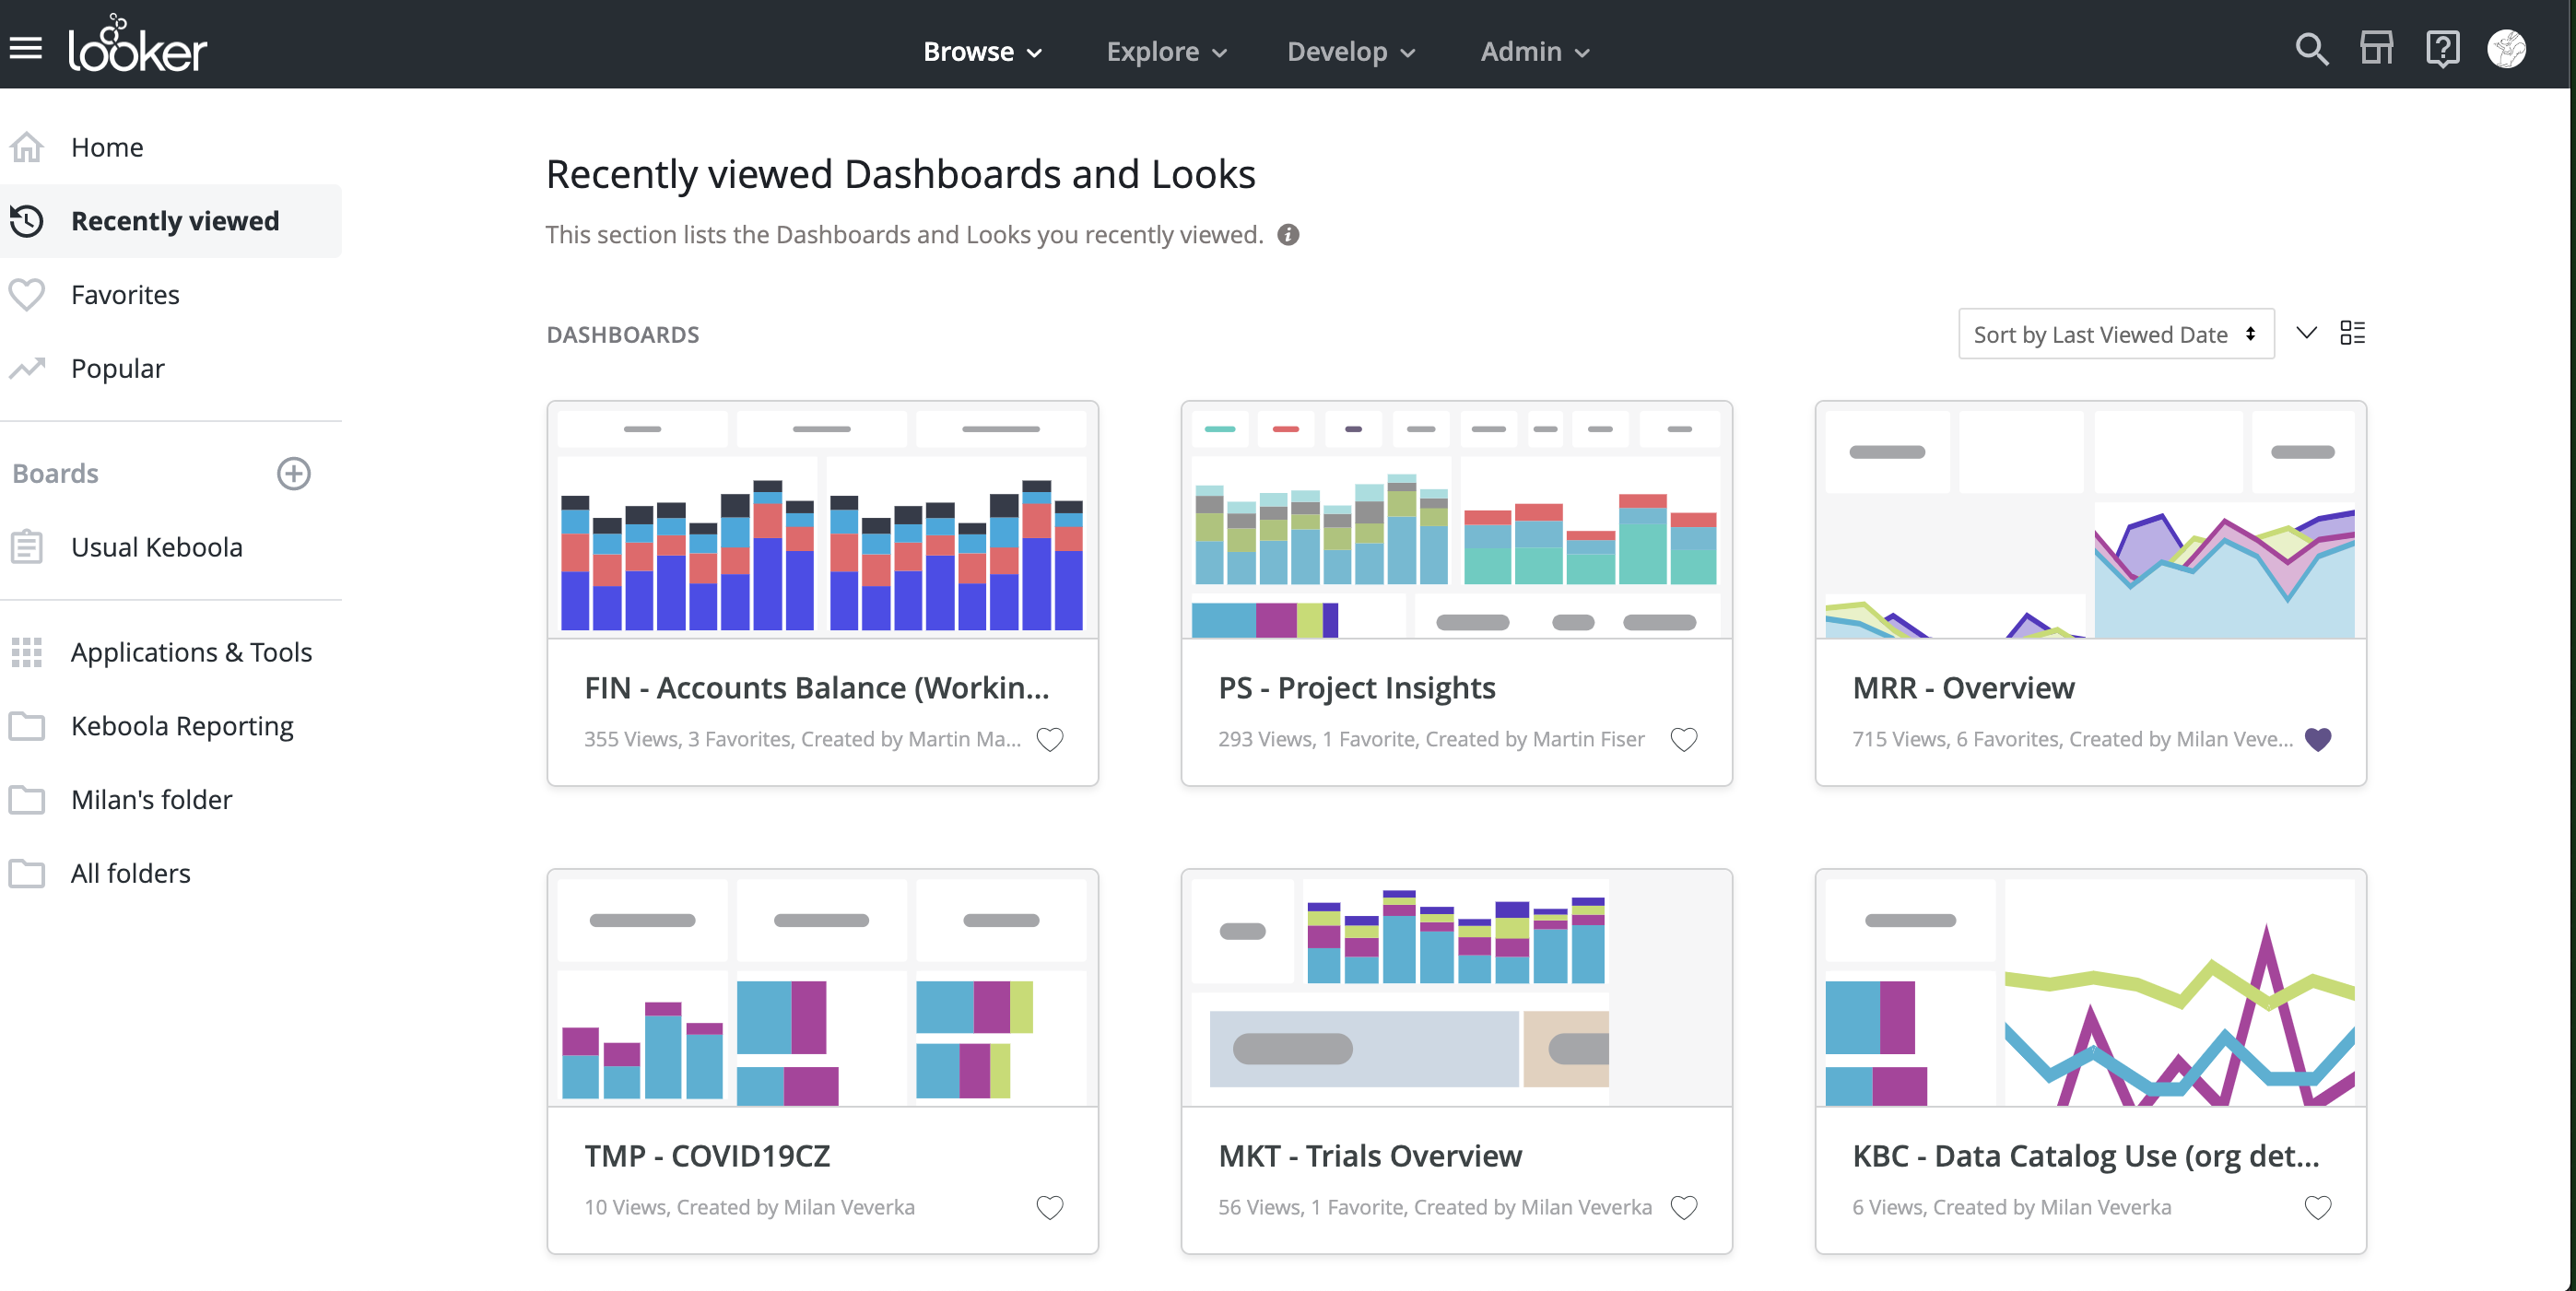 looker
Browse
Explore
Develop
Admin
Home
Recently viewed
Favorites
Popular
Boards
Usual Keboola
Applications & Tools
Keboola Reporting
Milan's folder
All folders
Recently viewed Dashboards and Looks
This section lists the Dashboards and Looks you recently viewed.
DASHBOARDS
Sort by Last Viewed Date
FIN - Accounts Balance (Workin...
355 Views, 3 Favorites, Created by Martin Ma...
PS - Project Insights
293 Views, 1 Favorite, Created by Martin Fiser
MRR - Overview
715 Views, 6 Favorites, Created by Milan Veve...
TMP - COVID19CZ
10 Views, Created by Milan Veverka
MKT - Trials Overview
56 Views, 1 Favorite, Created by Milan Veverka
KBC - Data Catalog Use (org det...
6 Views, Created by Milan Veverka